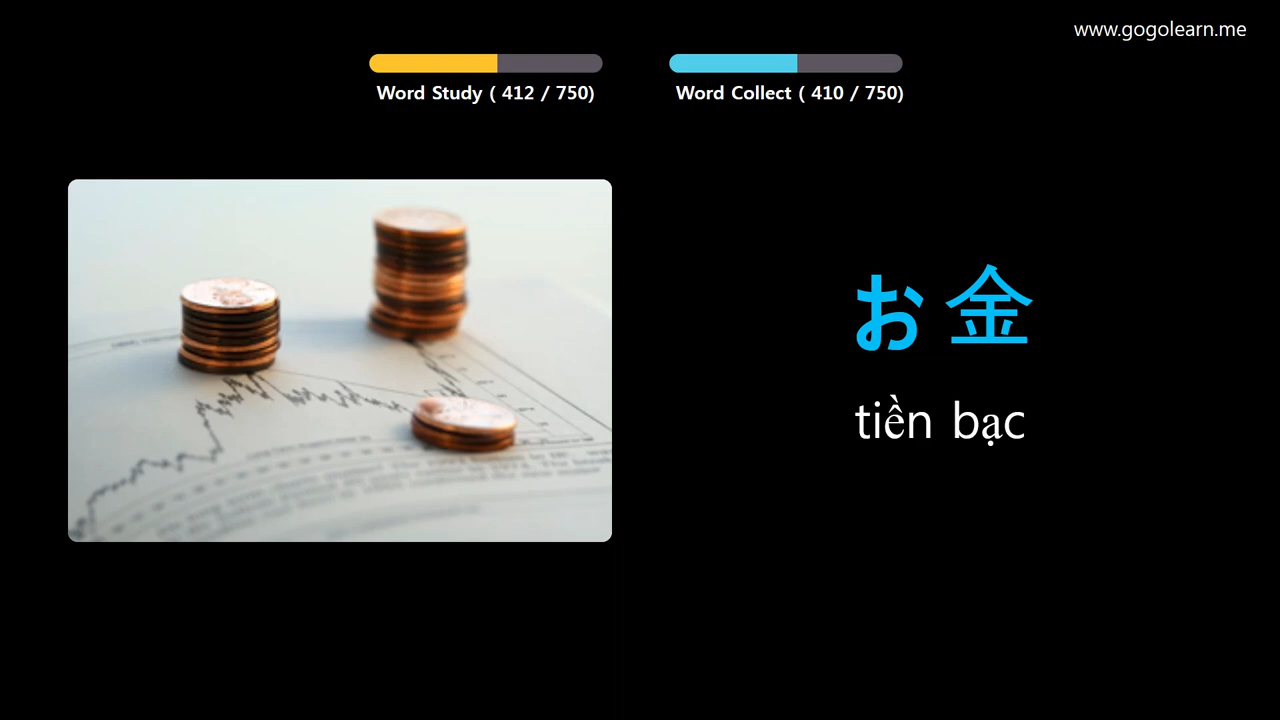 www.gogolearn.me
Word Study ( 412 / 750)
Word Collect ( 410 / 750)
お金
tiền bạc